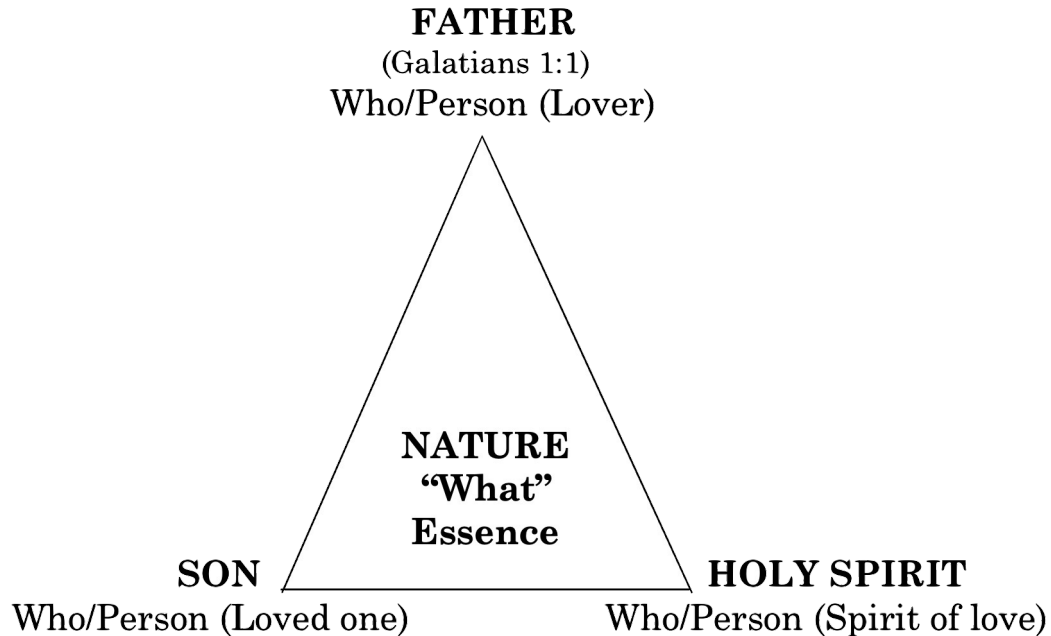 FATHER
(Galatians 1:1)
Who/Person (Lover)
NATURE
“What”
Essence
SON
Who/Person (Loved one)
HOLY SPIRIT
Who/Person (Spirit of love)